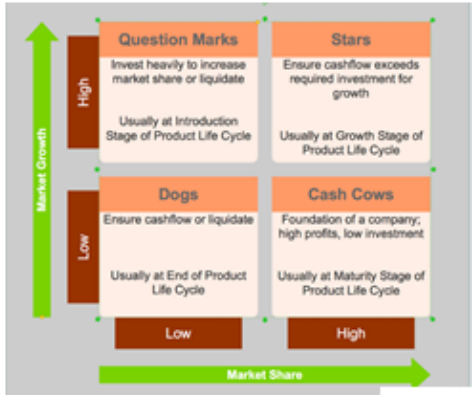 Question Marks
Invest heavily to increase
market share or liquidate
Usually at Introduction
Stage of Product Life Cycle
Stars
Ensure cashflow exceeds
required investment for
growth
Usually at Growth Stage of
Product Life Cycle
High
Market Growth
Dogs
Ensure cashflow or liquidate
Usually at End of Product
Life Cycle
Cash Cows
Foundation of a company;
high profits, low investment
Usually at Maturity Stage of
Product Life Cycle
Low
Low
High
Market Share